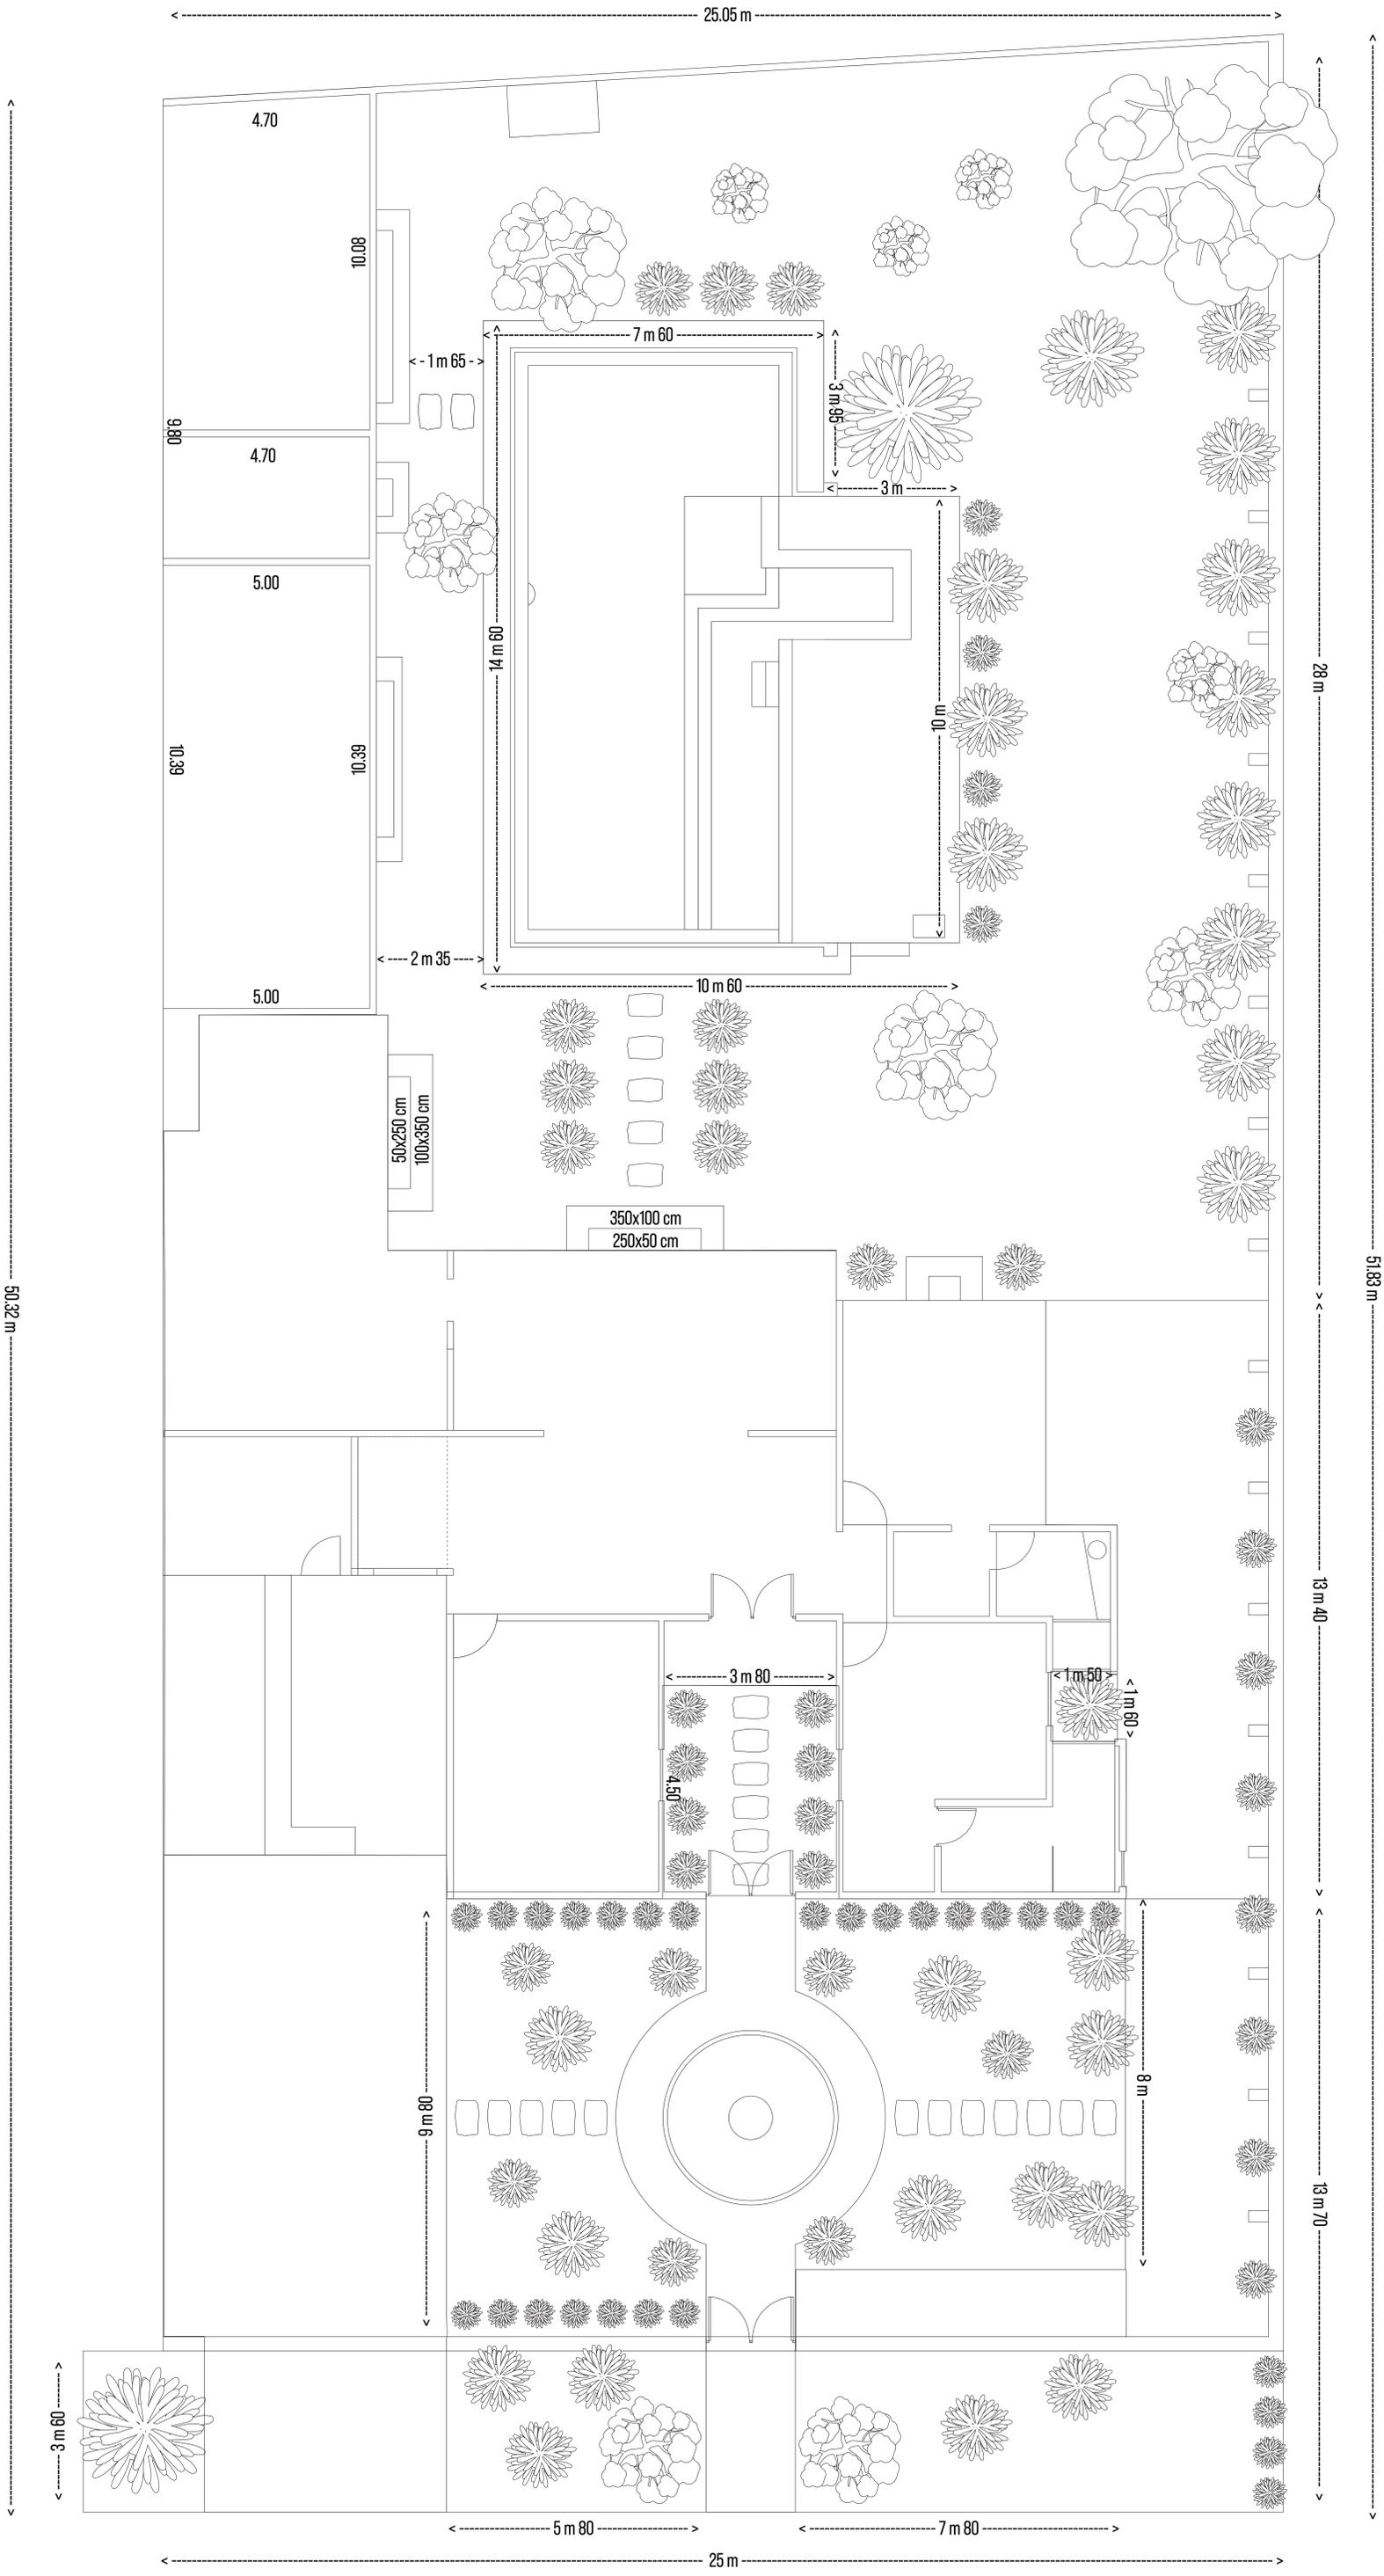 25.05 m
4.70
10.08
7 m 60
1 m 65
3 m 95
9.80
4.70
3 m
5.00
14 m 60
28 m
10 m
10.39
10.39
2 m 35
10 m 60
5.00
50x250 cm
100x350 cm
350x100 cm
250x50 cm
50.32 m
51.83 m
13 m 40
3 m 80
1 m 50
1 m 60
4.50
9 m 80
8 m
13 m 70
3 m 60
5 m 80
7 m 80
25 m